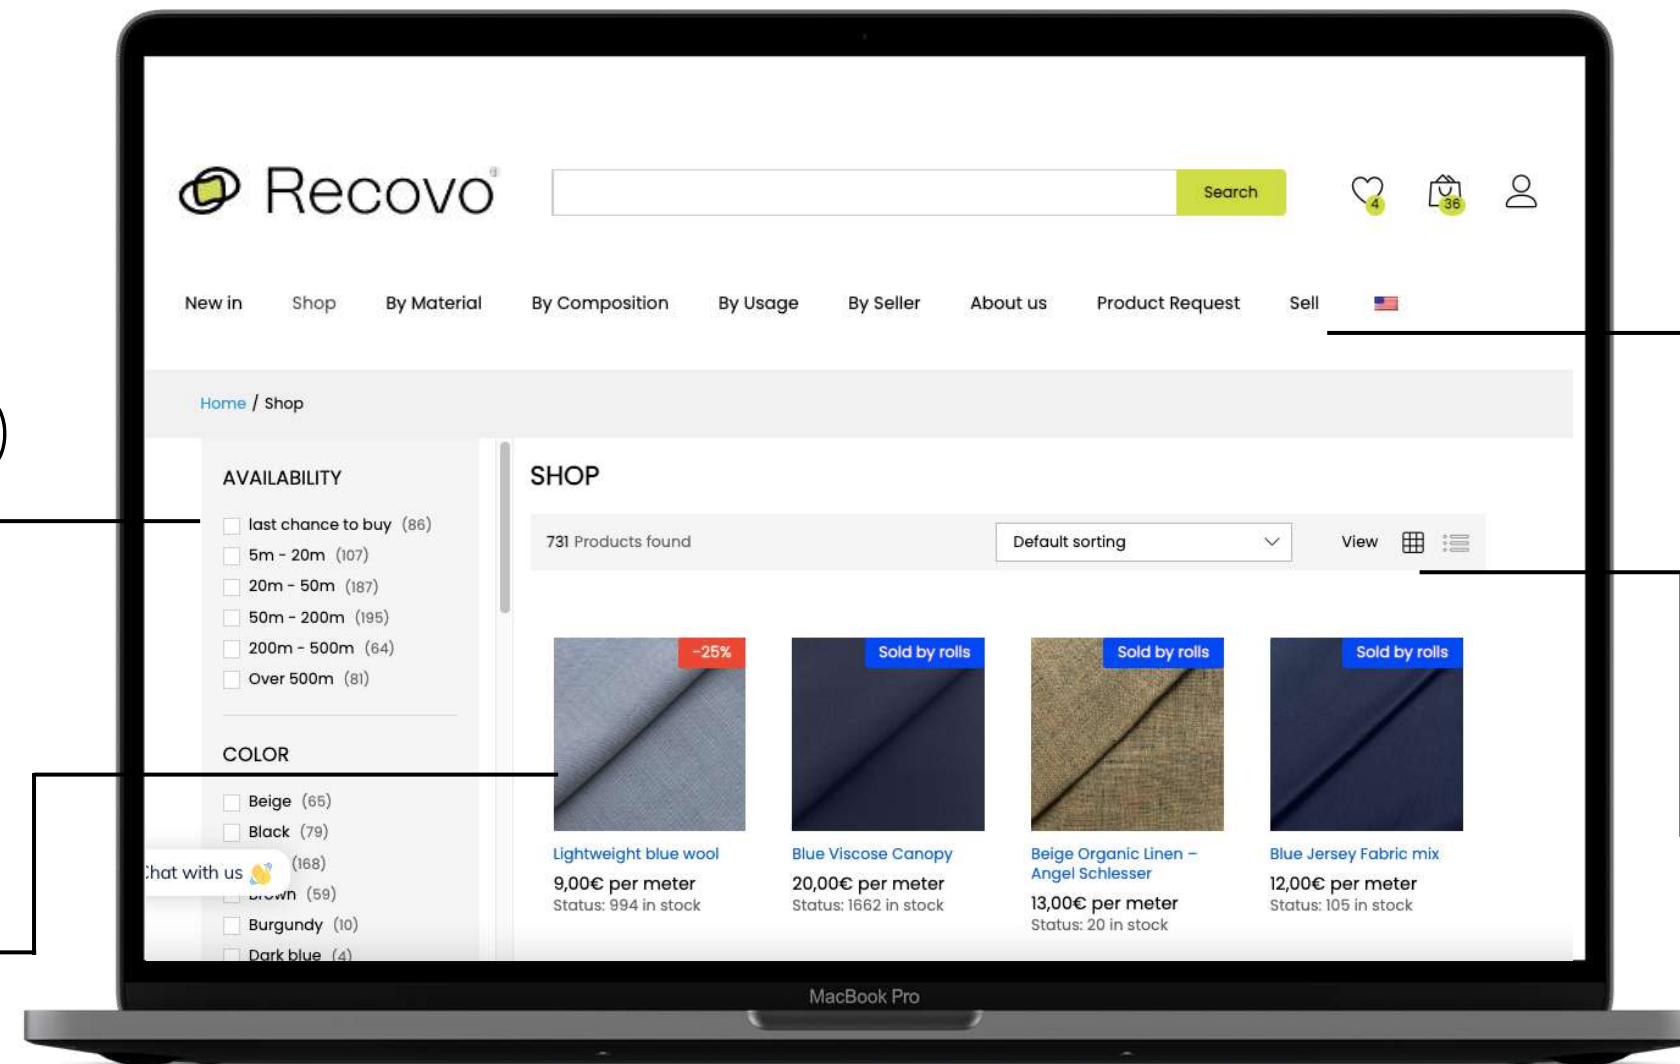 Recovo
Search
4
36
New in Shop By Material By Composition By Usage By Seller About us Product Request Sell
Home / Shop
)
AVAILABILITY
last chance to buy (86)
5m - 20m (107)
20m - 50m (187)
50m - 200m (195)
200m - 500m (64)
Over 500m (81)
COLOR
Beige (65)
Black (79)
(168)
Brown (59)
Burgundy (10)
Dark blue (4)
Chat with us 👋
SHOP
731 Products found
Default sorting
View
-25%
Lightweight blue wool
9,00€ per meter
Status: 994 in stock
Sold by rolls
Blue Viscose Canopy
20,00€ per meter
Status: 1662 in stock
Sold by rolls
Beige Organic Linen –
Angel Schlesser
13,00€ per meter
Status: 20 in stock
Sold by rolls
Blue Jersey Fabric mix
12,00€ per meter
Status: 105 in stock
MacBook Pro